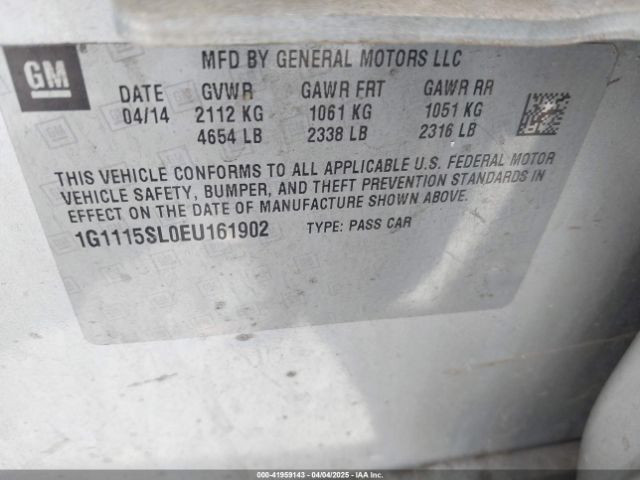 GM
MFD BY GENERAL MOTORS LLC
DATE GVWR GAWR FRT GAWR RR
04/14 2112 KG 1061 KG 1051 KG
4654 LB 2338 LB 2316 LB
THIS VEHICLE CONFORMS TO ALL APPLICABLE U.S. FEDERAL MOTOR
VEHICLE SAFETY, BUMPER, AND THEFT PREVENTION STANDARDS IN
EFFECT ON THE DATE OF MANUFACTURE SHOWN ABOVE.
1G1115SL0EU161902 TYPE: PASS CAR
000-41959143 - 04/04/2025 - IAA Inc.